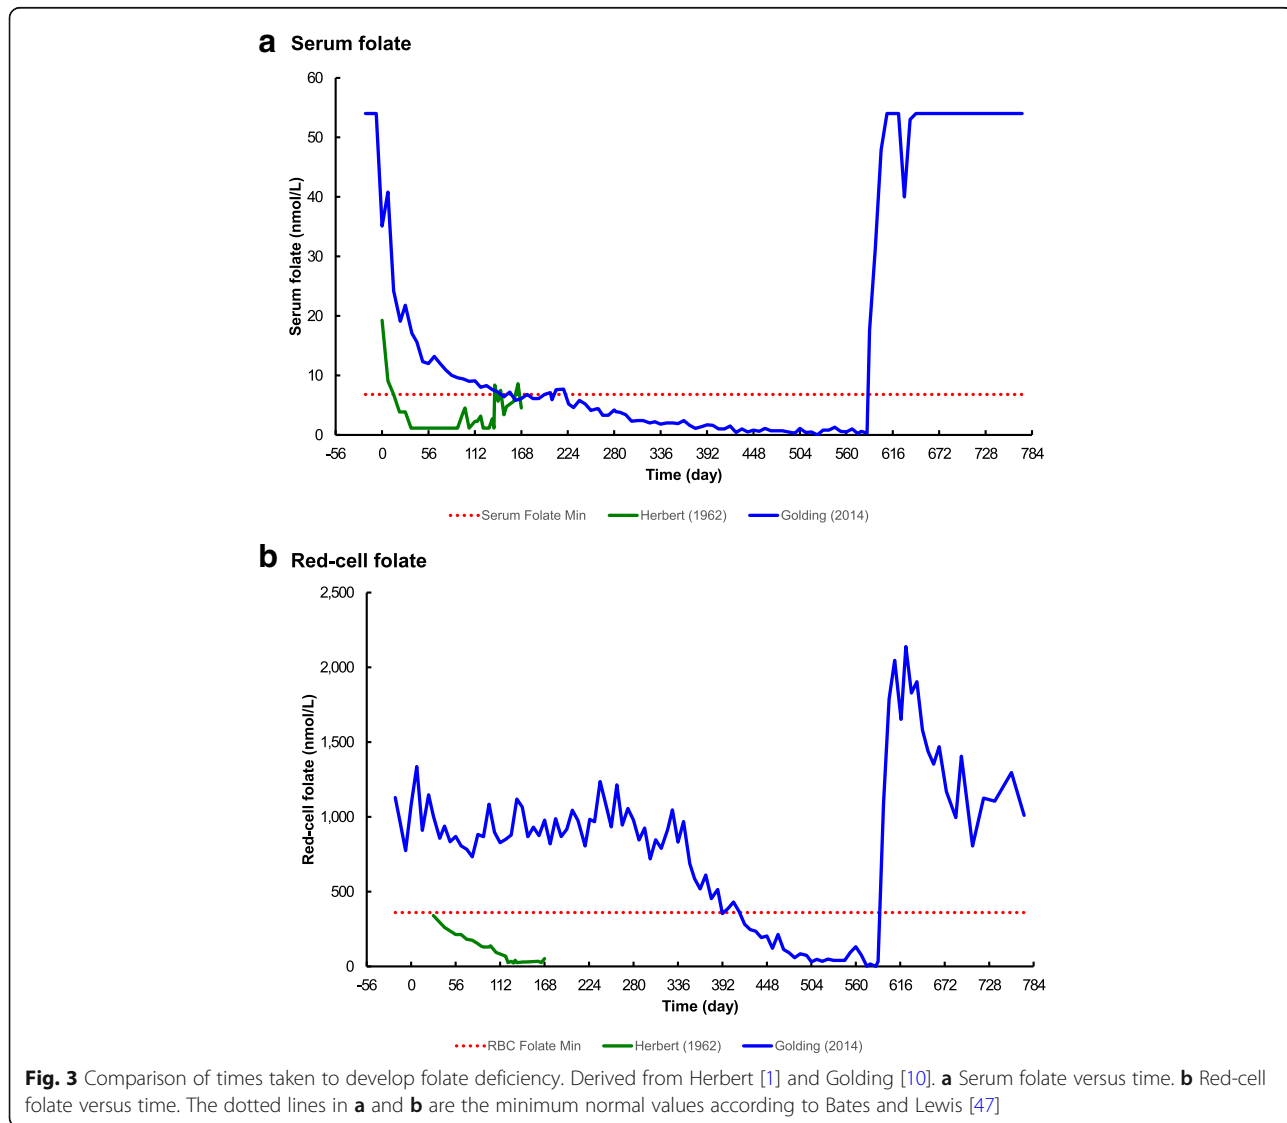 a Serum folate
60
50
40
30
20
10
0
Serum folate (nmol/L)
-56 0 56 112 168 224 280 336 392 448 504 560 616 672 728 784
Time (day)
Serum Folate Min Herbert (1962) Golding (2014)
b Red-cell folate
2,500
2,000
1,500
1,000
500
0
Red-cell folate (nmol/L)
-56 0 56 112 168 224 280 336 392 448 504 560 616 672 728 784
Time (day)
RBC Folate Min Herbert (1962) Golding (2014)
Fig. 3 Comparison of times taken to develop folate deficiency. Derived from Herbert [1] and Golding [10]. a Serum folate versus time. b Red-cell
folate versus time. The dotted lines in a and b are the minimum normal values according to Bates and Lewis [47]